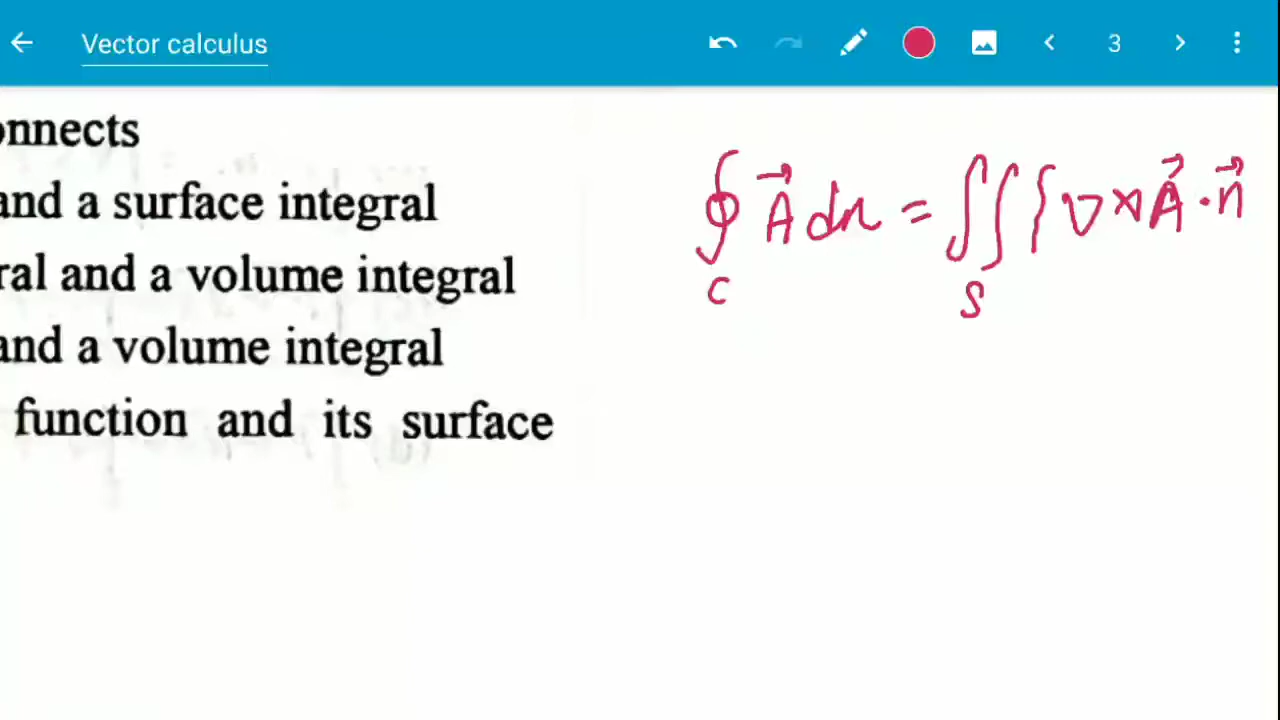 Vector calculus
3
onnects
and a surface integral
ral and a volume integral
and a volume integral
function and its surface
∮ A⃗ dr = ∬ {∇ × A⃗ · n⃗
C S